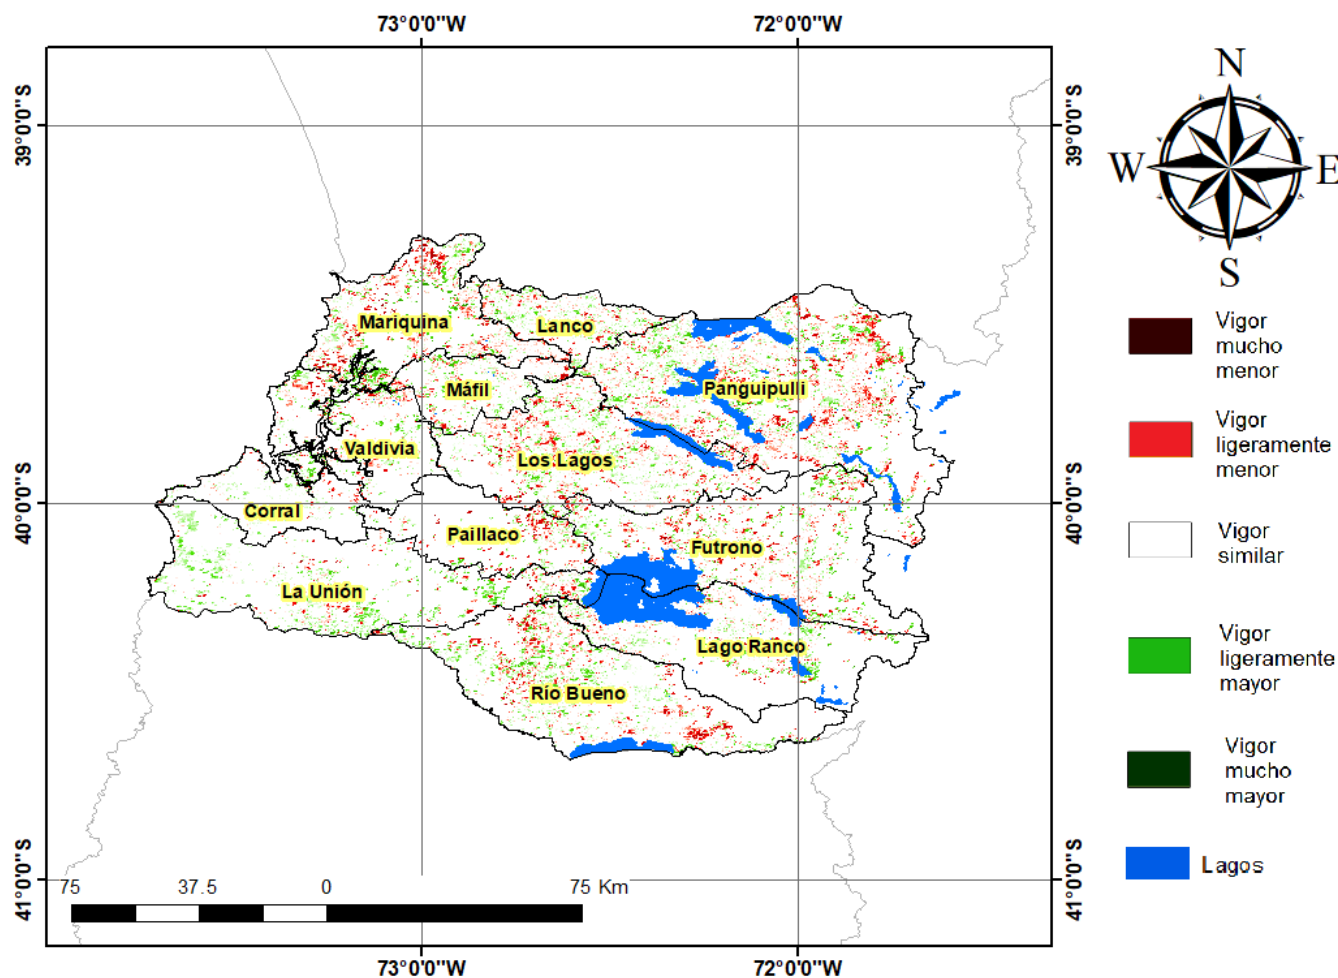 73°0'0"W
72°0'0"W
39°0'0"S
39°0'0"S
N
W
E
S
Vigor
mucho
menor
Mariquina
Lanco
Máfil
Panguipulli
Vigor
ligeramente
menor
Valdivia
Los Lagos
40°0'0"S
40°0'0"S
Corral
Paillaco
Futrono
Vigor
similar
La Unión
Lago Ranco
Río Bueno
Vigor
ligeramente
mayor
Vigor
mucho
mayor
Lagos
41°0'0"S
41°0'0"S
75 37.5 0 75 Km
73°0'0"W
72°0'0"W